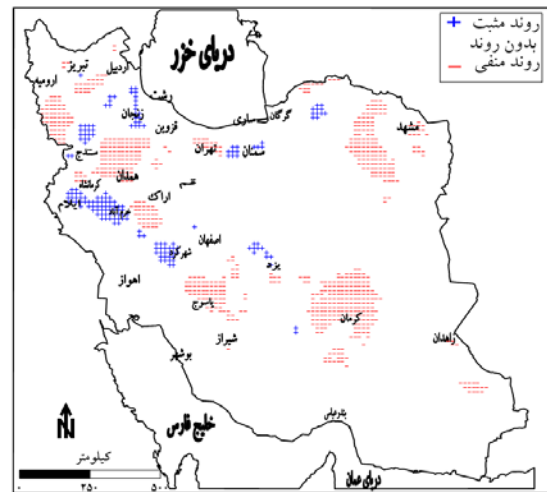 روند مثبت
بدون روند
روند منفی
دریای خزر
اردبیل
تبریز
ارومیه
رشت
زنجان
قزوین
ساری
گرگان
مشهد
سنندج
تهران
سمنان
همدان
کرمانشاه
قم
اراک
ایلام
خرم آباد
اصفهان
شهرکرد
یزد
اهواز
یاسوج
کرمان
شیراز
زاهدان
بوشهر
بندرعباس
خلیج فارس
دریای عمان
N
کیلومتر
۰ ۲۵۰ ۵۰۰